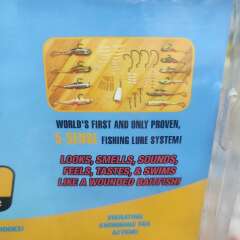 WORLD'S FIRST AND ONLY PROVEN,
5-SENSE FISHING LURE SYSTEM!
LOOKS, SMELLS, SOUNDS,
FEELS, TASTES, & SWIMS
LIKE A WOUNDED BAITFISH!